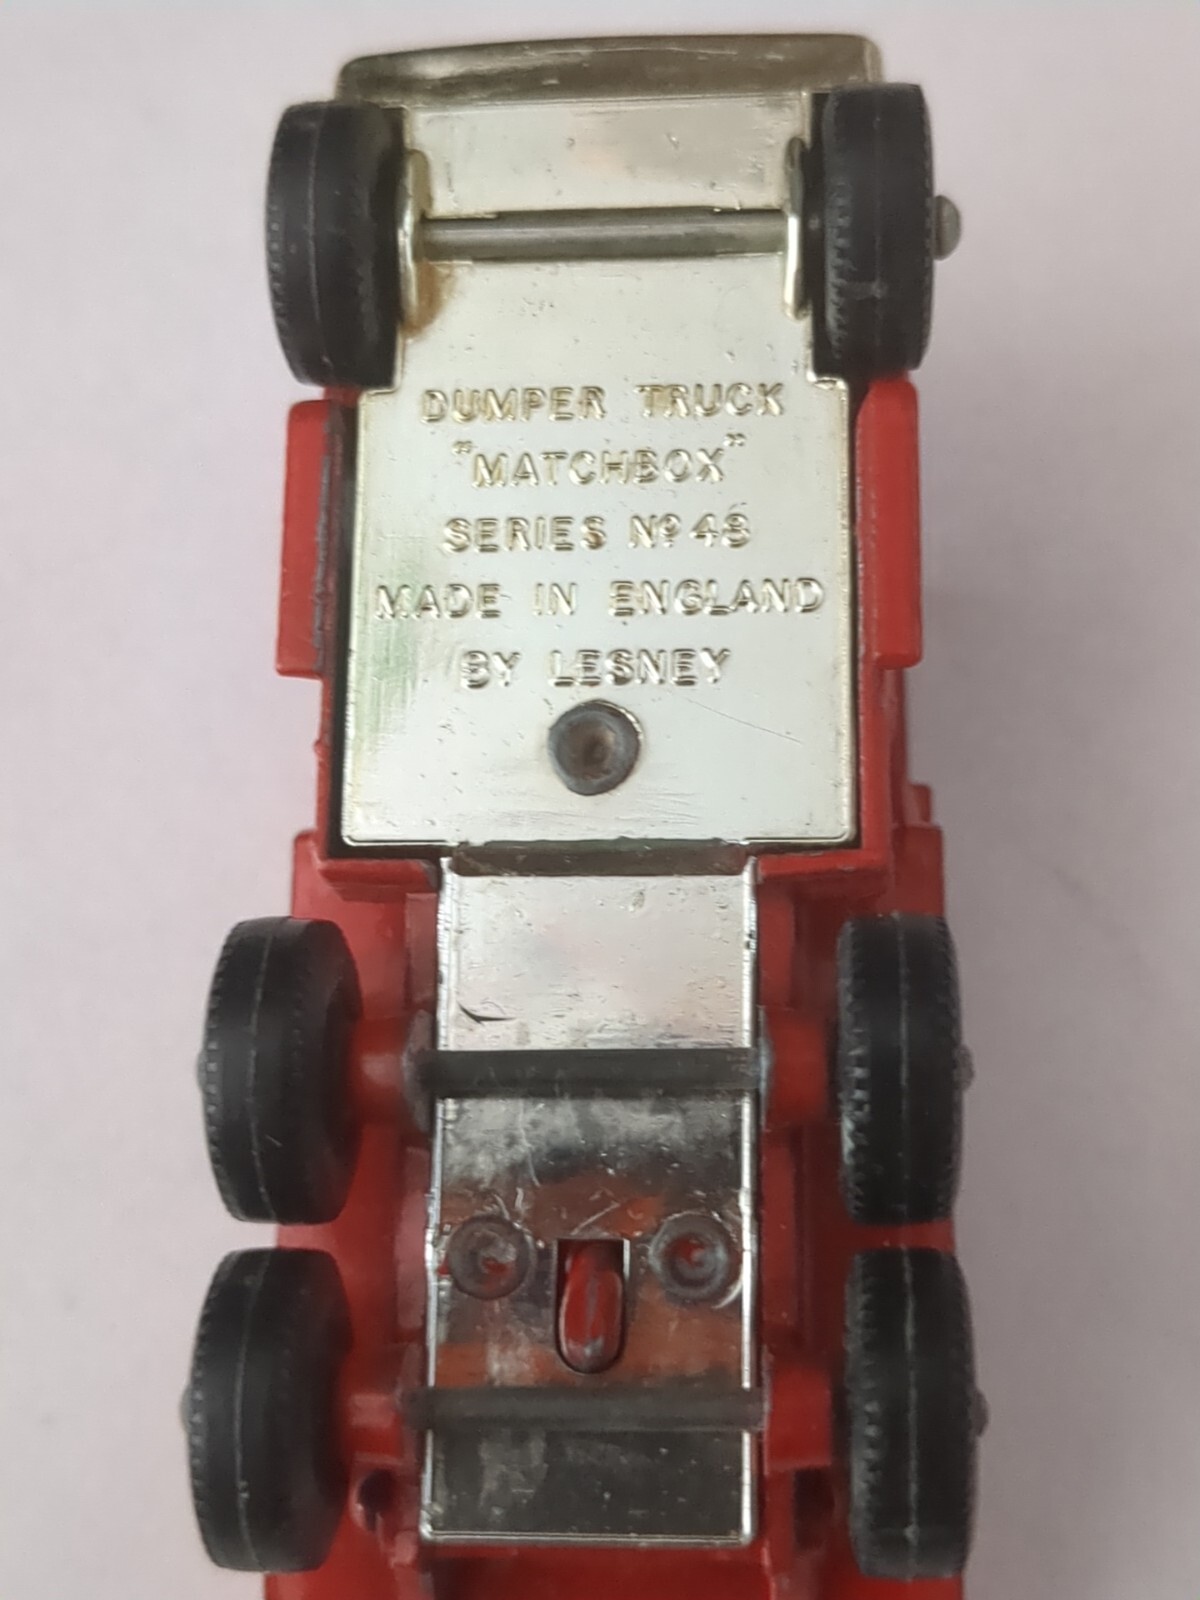 DUMPER TRUCK
"MATCHBOX"
SERIES Nº 48
MADE IN ENGLAND
BY LESNEY